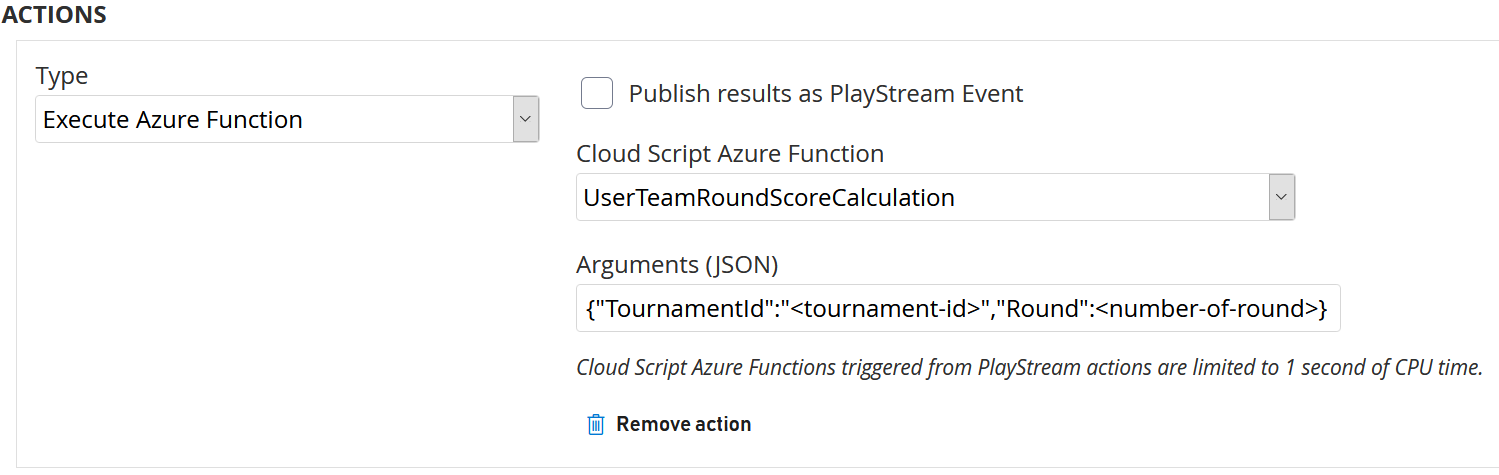 ACTIONS
Type
Execute Azure Function
Publish results as PlayStream Event
Cloud Script Azure Function
UserTeamRoundScoreCalculation
Arguments (JSON)
{"TournamentId":"<tournament-id>","Round":<number-of-round>}
Cloud Script Azure Functions triggered from PlayStream actions are limited to 1 second of CPU time.
Remove action